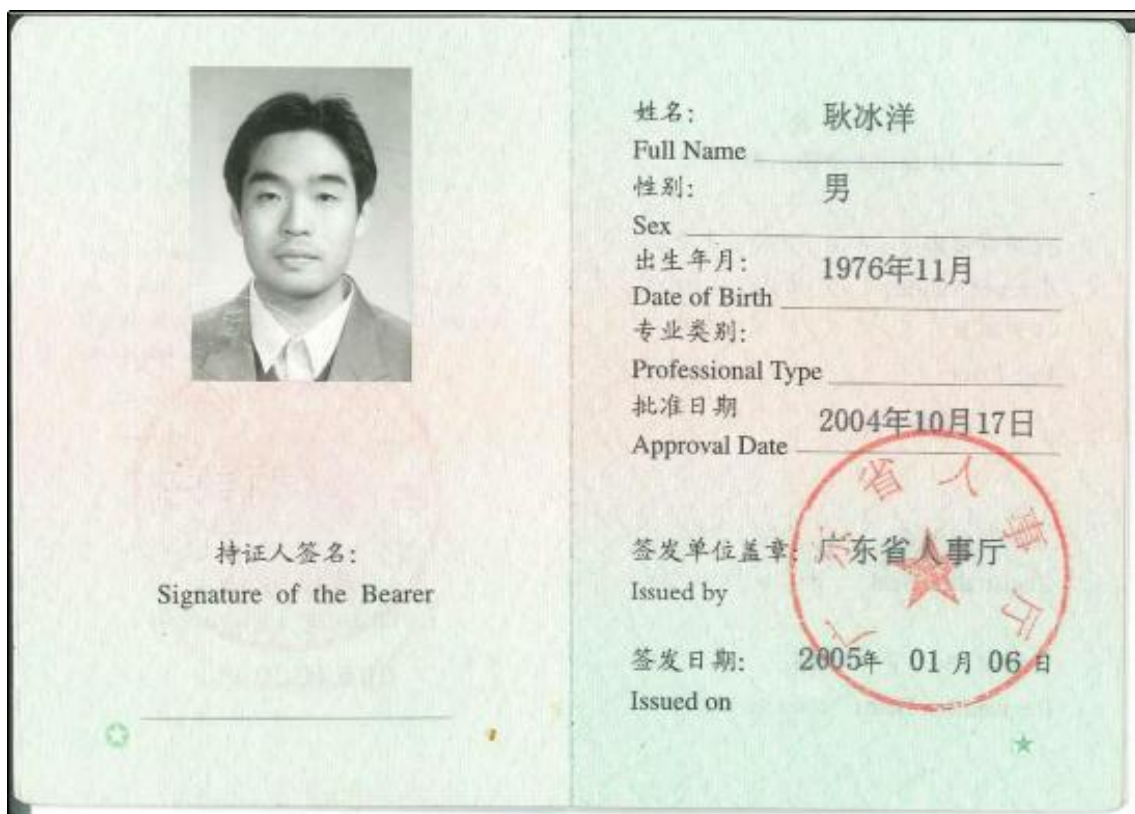 持证人签名:
Signature of the Bearer
姓名: 耿冰洋
Full Name
性别: 男
Sex
出生年月: 1976年11月
Date of Birth
专业类别:
Professional Type
批准日期 2004年10月17日
Approval Date
签发单位盖章: 广东省人事厅
Issued by
签发日期: 2005年 01月 06日
Issued on
广东省人事厅